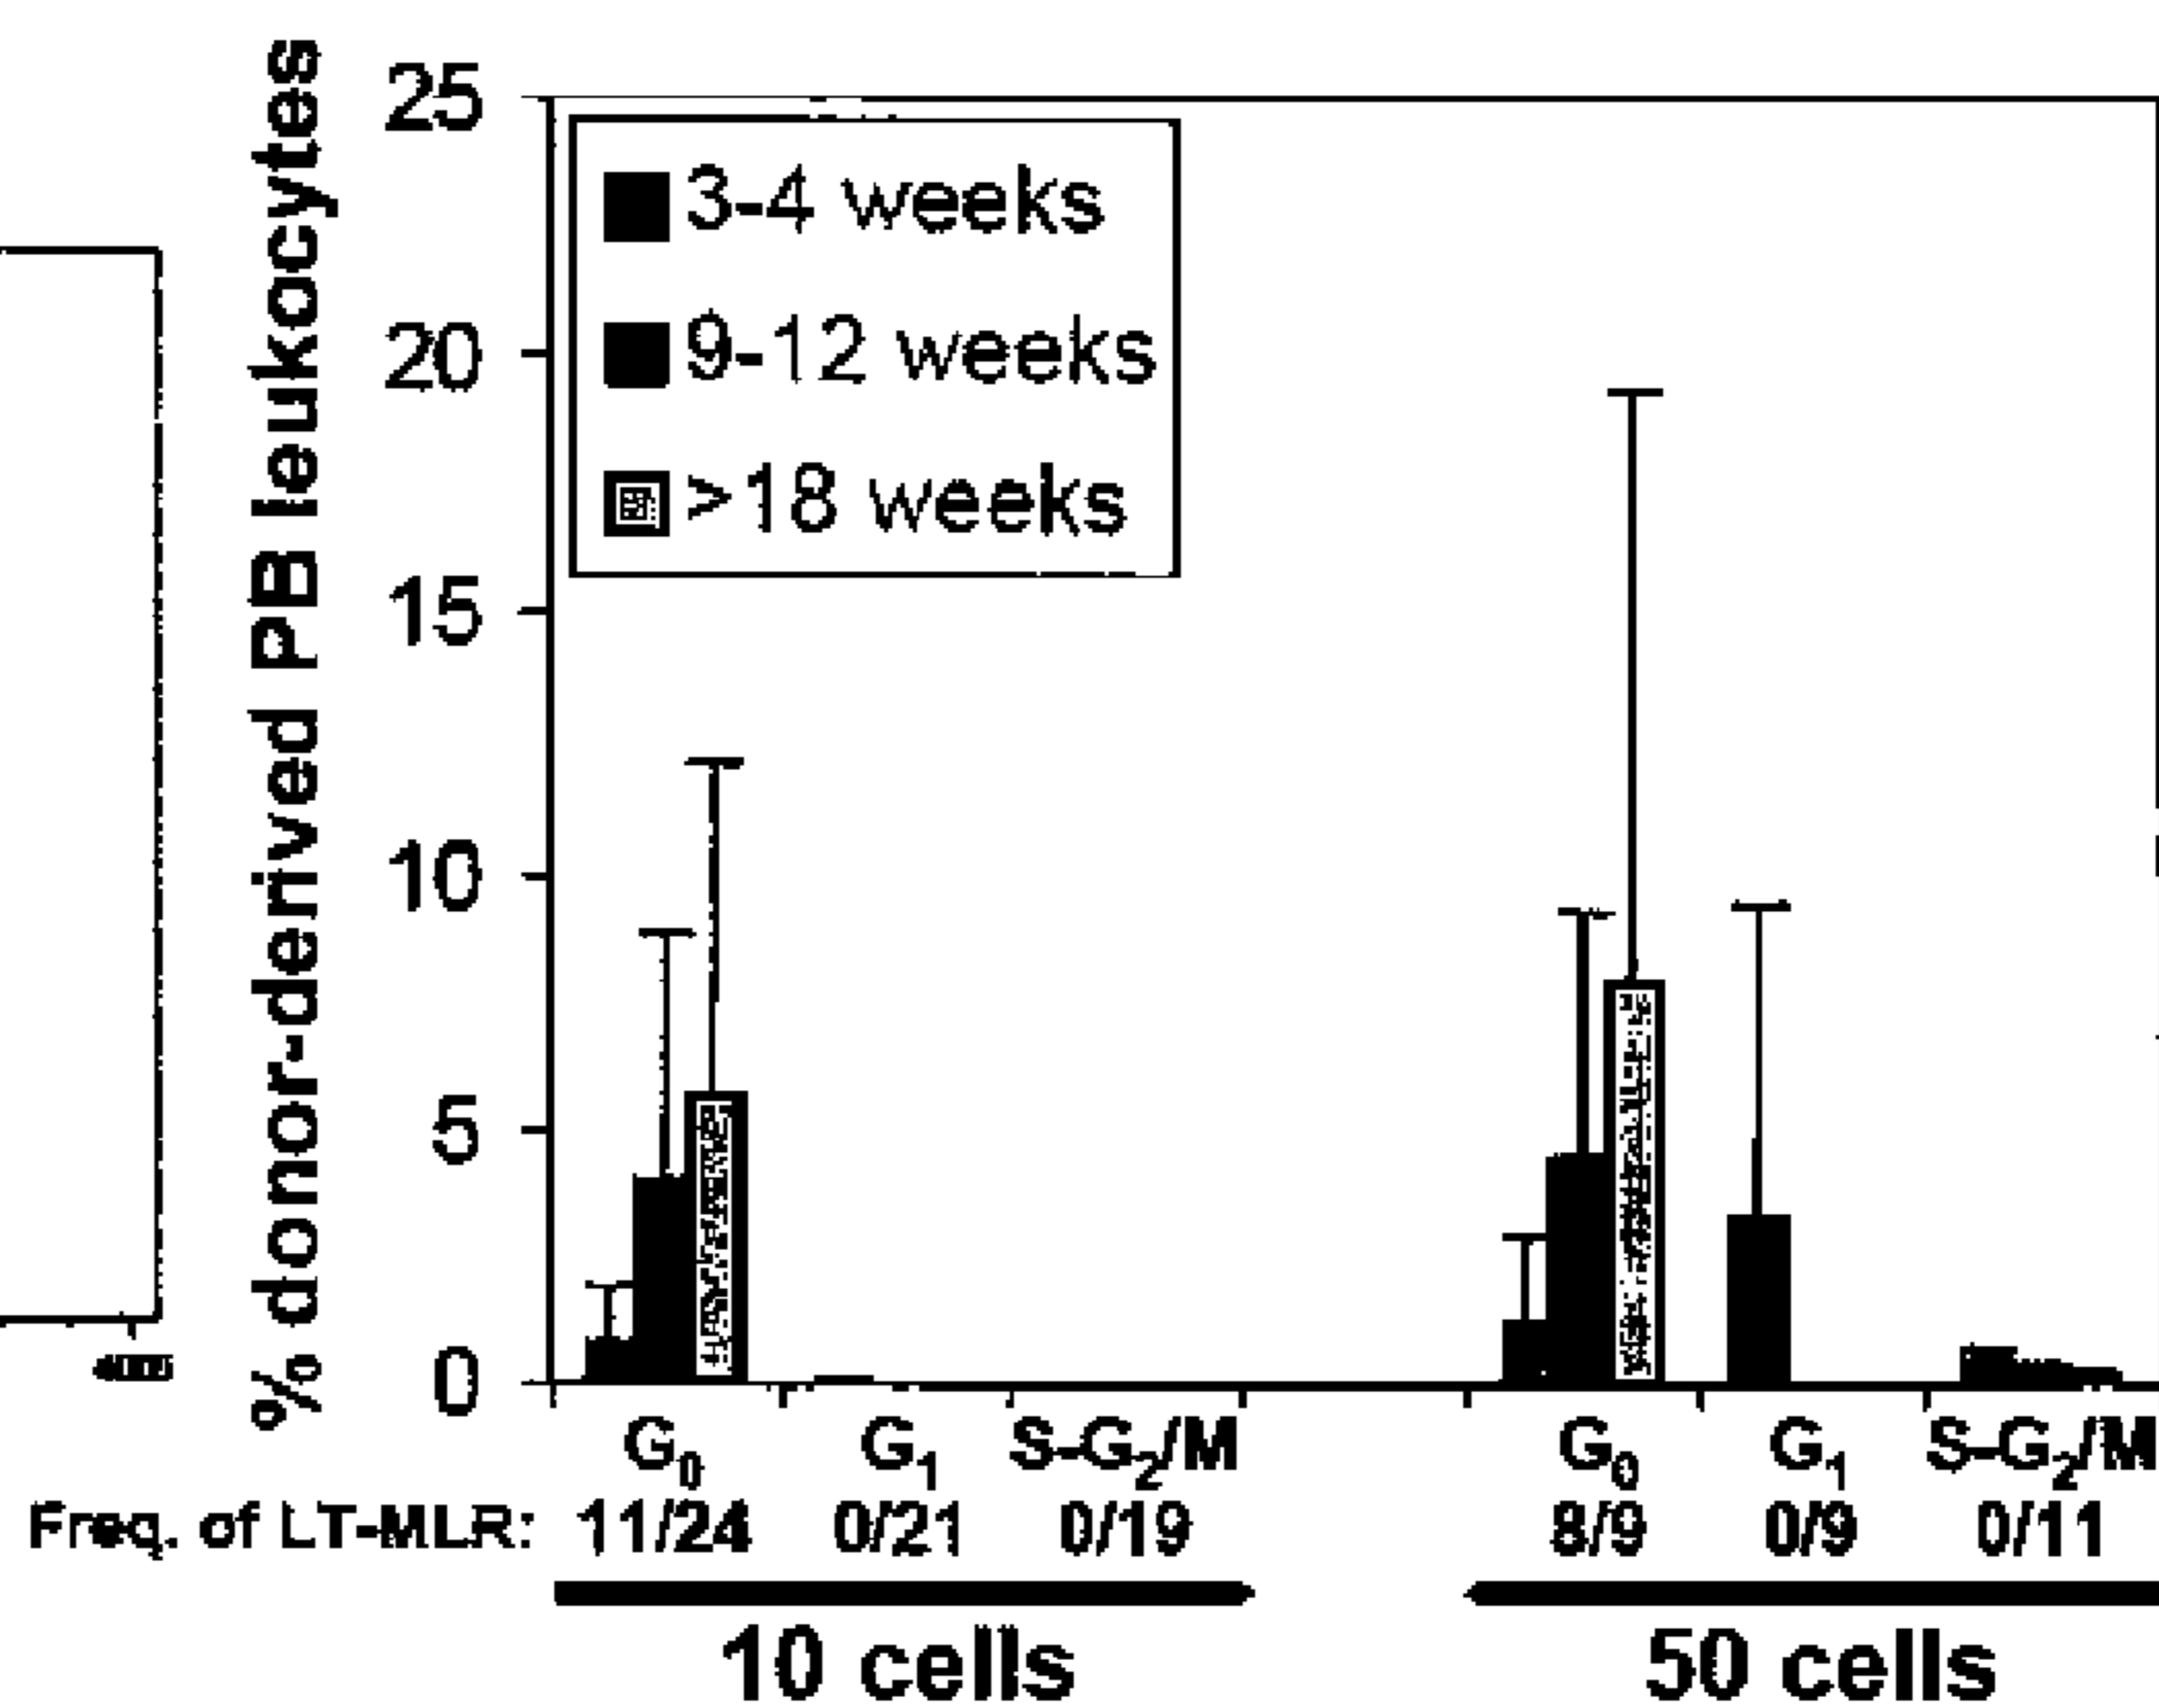 % donor-derived PB leukocytes
25
20
15
10
5
0
3-4 weeks
9-12 weeks
>18 weeks
G₀ G₁ S-G₂/M G₀ G₁ S-G₂/M
Freq. of LT-MLR: 11/24 0/21 0/19 8/9 0/9 0/11
10 cells 50 cells